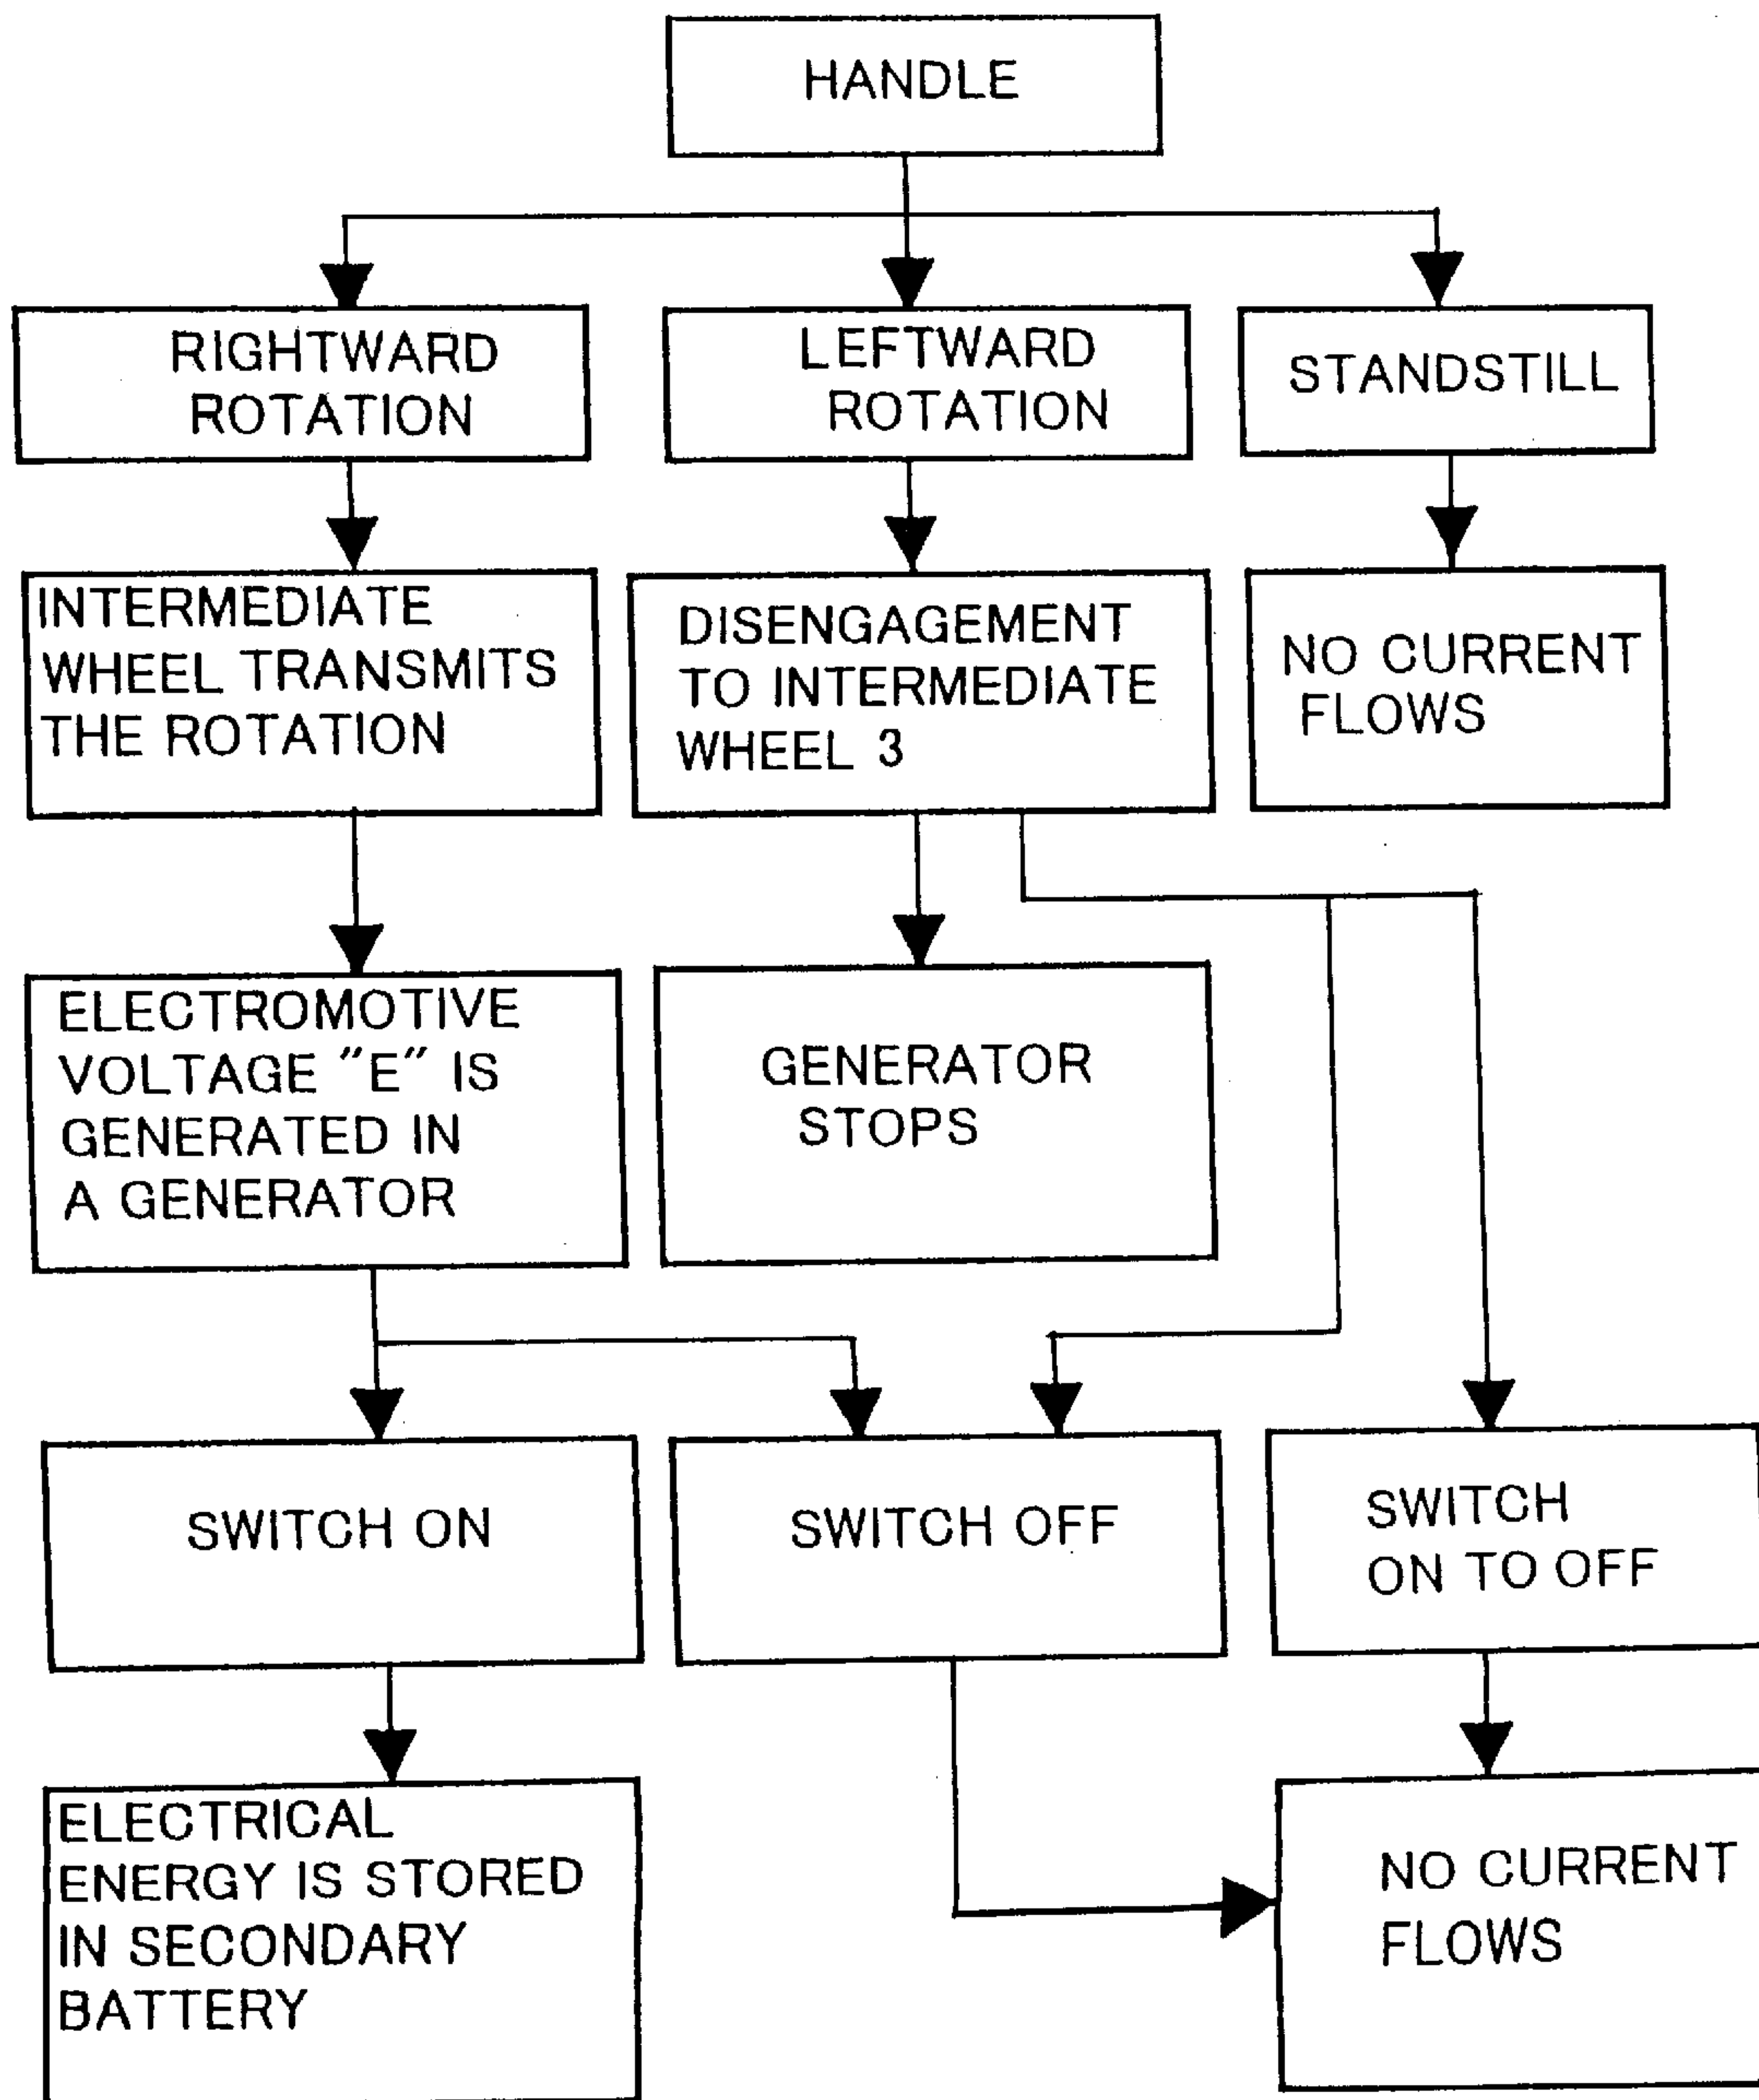 HANDLE
RIGHTWARD
ROTATION
LEFTWARD
ROTATION
STANDSTILL
INTERMEDIATE
WHEEL TRANSMITS
THE ROTATION
DISENGAGEMENT
TO INTERMEDIATE
WHEEL 3
NO CURRENT
FLOWS
ELECTROMOTIVE
VOLTAGE "E" IS
GENERATED IN
A GENERATOR
GENERATOR
STOPS
SWITCH ON
SWITCH OFF
SWITCH
ON TO OFF
ELECTRICAL
ENERGY IS STORED
IN SECONDARY
BATTERY
NO CURRENT
FLOWS